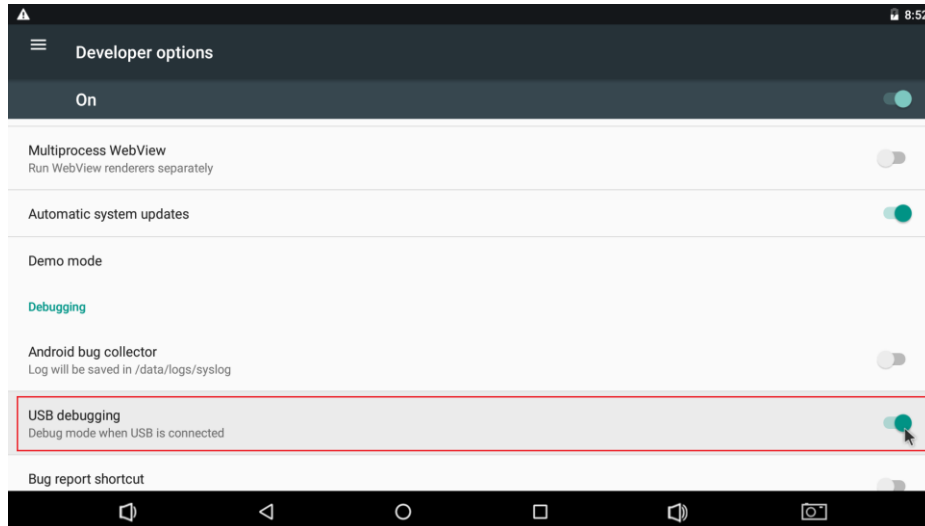 8:52
Developer options
On
Multiprocess WebView
Run WebView renderers separately
Automatic system updates
Demo mode
Debugging
Android bug collector
Log will be saved in /data/logs/syslog
USB debugging
Debug mode when USB is connected
Bug report shortcut